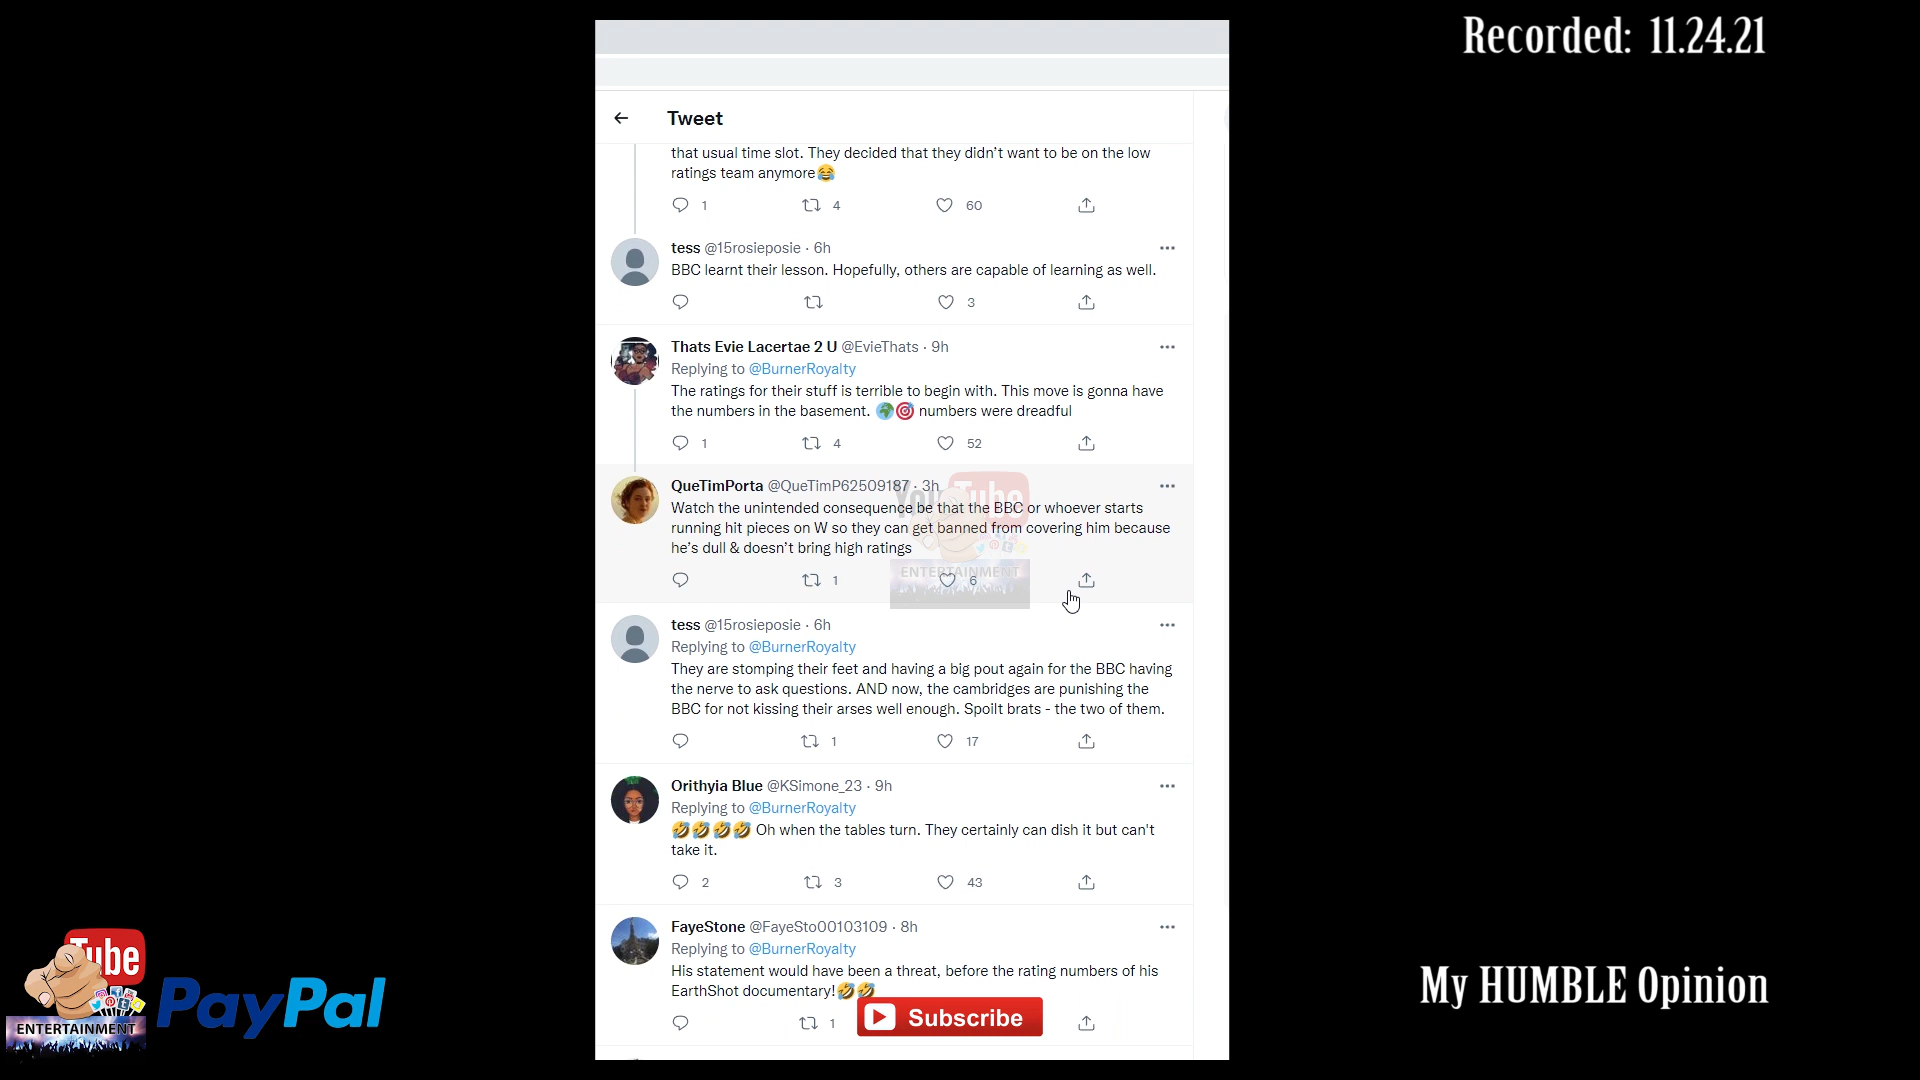 Recorded: 11.24.21
Tweet
that usual time slot. They decided that they didn't want to be on the low
ratings team anymore😂
1 4 60
tess @15rosieposie · 6h
BBC learnt their lesson. Hopefully, others are capable of learning as well.
3
Thats Evie Lacertae 2 U @EvieThats · 9h
Replying to @BurnerRoyalty
The ratings for their stuff is terrible to begin with. This move is gonna have
the numbers in the basement. 🌍🎯 numbers were dreadful
1 4 52
QueTimPorta @QueTimP62509187 · 3h
Watch the unintended consequence be that the BBC or whoever starts
running hit pieces on W so they can get banned from covering him because
he's dull & doesn't bring high ratings
1 6
YouTube
ENTERTAINMENT
tess @15rosieposie · 6h
Replying to @BurnerRoyalty
They are stomping their feet and having a big pout again for the BBC having
the nerve to ask questions. AND now, the cambridges are punishing the
BBC for not kissing their arses well enough. Spoilt brats - the two of them.
1 17
Orithyia Blue @KSimone_23 · 9h
Replying to @BurnerRoyalty
🤣🤣🤣🤣 Oh when the tables turn. They certainly can dish it but can't
take it.
2 3 43
FayeStone @FayeSto00103109 · 8h
Replying to @BurnerRoyalty
His statement would have been a threat, before the rating numbers of his
EarthShot documentary!🤣🤣
1
Subscribe
Tube
ENTERTAINMENT
PayPal
My HUMBLE Opinion